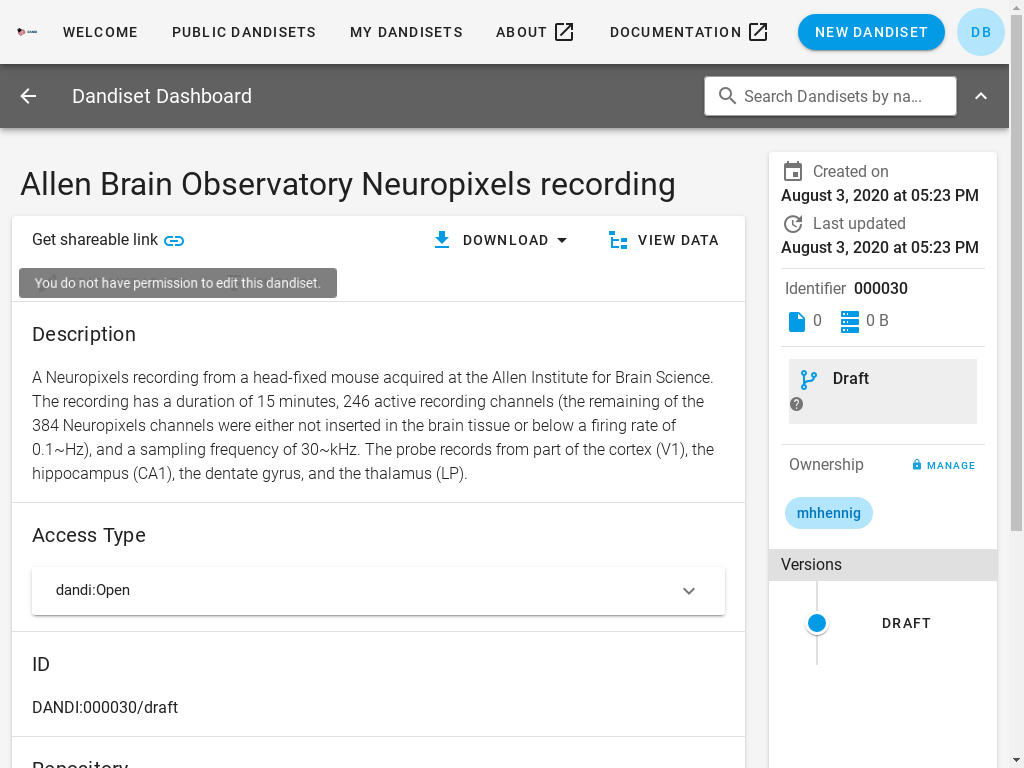 WELCOME PUBLIC DANDISETS MY DANDISETS ABOUT DOCUMENTATION NEW DANDISET DB
Dandiset Dashboard
Search Dandisets by na...
Allen Brain Observatory Neuropixels recording
Get shareable link
DOWNLOAD
VIEW DATA
You do not have permission to edit this dandiset.
Description
A Neuropixels recording from a head-fixed mouse acquired at the Allen Institute for Brain Science.
The recording has a duration of 15 minutes, 246 active recording channels (the remaining of the
384 Neuropixels channels were either not inserted in the brain tissue or below a firing rate of
0.1~Hz), and a sampling frequency of 30~kHz. The probe records from part of the cortex (V1), the
hippocampus (CA1), the dentate gyrus, and the thalamus (LP).
Access Type
dandi:Open
ID
DANDI:000030/draft
Repository
Created on
August 3, 2020 at 05:23 PM
Last updated
August 3, 2020 at 05:23 PM
Identifier 000030
0
0 B
Draft
Ownership
MANAGE
mhhennig
Versions
DRAFT